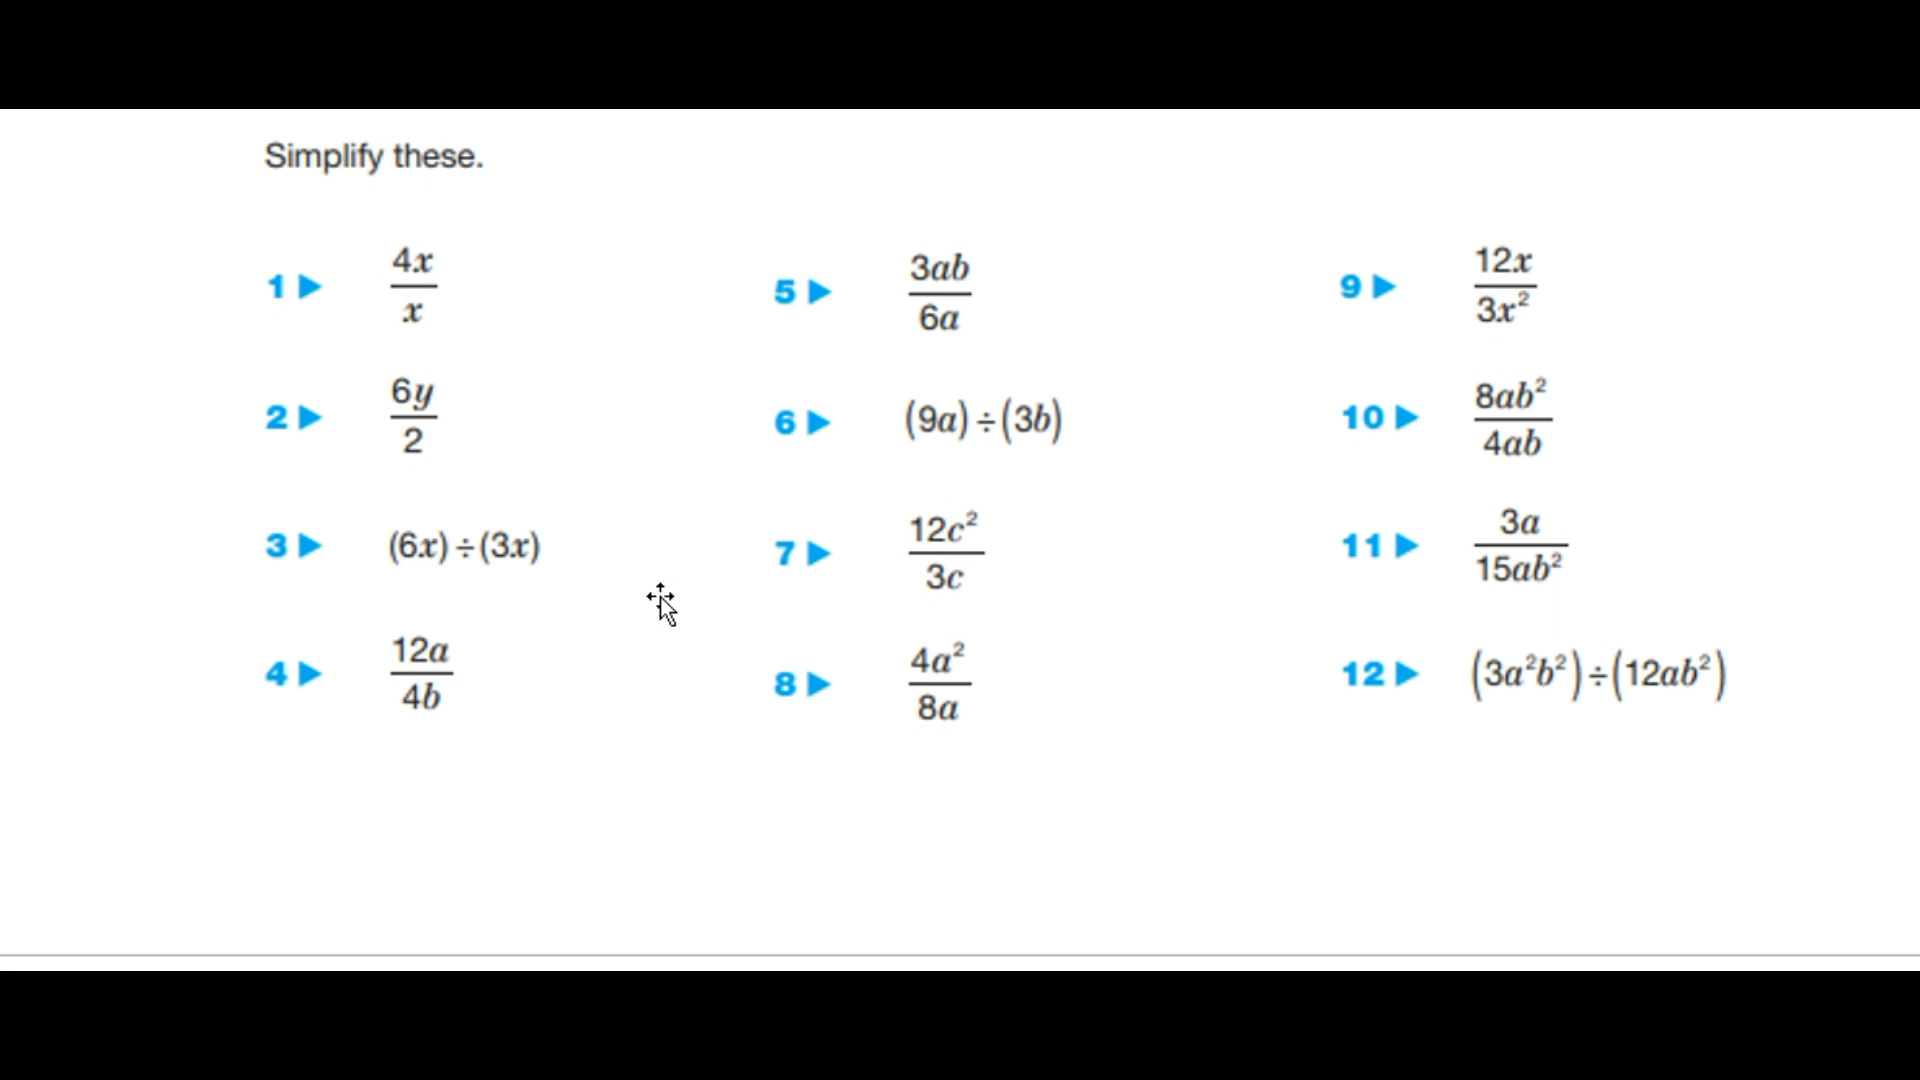 Simplify these.
1 ▶ 4x/x
2 ▶ 6y/2
3 ▶ (6x) ÷ (3x)
4 ▶ 12a/4b
5 ▶ 3ab/6a
6 ▶ (9a) ÷ (3b)
7 ▶ 12c²/3c
8 ▶ 4a²/8a
9 ▶ 12x/3x²
10 ▶ 8ab²/4ab
11 ▶ 3a/15ab²
12 ▶ (3a²b²) ÷ (12ab²)